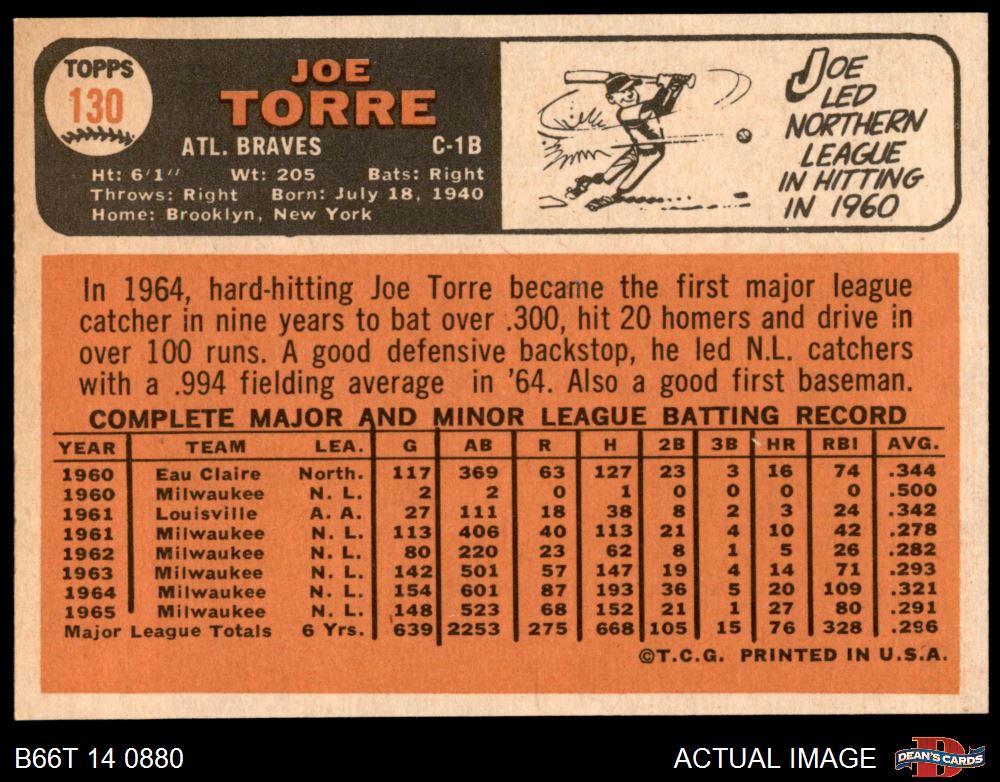 TOPPS
130
JOE
TORRE
ATL. BRAVES C-1B
Ht: 6'1" Wt: 205 Bats: Right
Throws: Right Born: July 18, 1940
Home: Brooklyn, New York
JOE
LED
NORTHERN
LEAGUE
IN HITTING
IN 1960
In 1964, hard-hitting Joe Torre became the first major league
catcher in nine years to bat over .300, hit 20 homers and drive in
over 100 runs. A good defensive backstop, he led N.L. catchers
with a .994 fielding average in '64. Also a good first baseman.
COMPLETE MAJOR AND MINOR LEAGUE BATTING RECORD
YEAR TEAM LEA. G AB R H 2B 3B HR RBI AVG.
1960 Eau Claire North. 117 369 63 127 23 3 16 74 .344
1960 Milwaukee N. L. 2 2 0 1 0 0 0 0 .500
1961 Louisville A. A. 27 111 18 38 8 2 3 24 .342
1961 Milwaukee N. L. 113 406 40 113 21 4 10 42 .278
1962 Milwaukee N. L. 80 220 23 62 8 1 5 26 .282
1963 Milwaukee N. L. 142 501 57 147 19 4 14 71 .293
1964 Milwaukee N. L. 154 601 87 193 36 5 20 109 .321
1965 Milwaukee N. L. 148 523 68 152 21 1 27 80 .291
Major League Totals 6 Yrs. 639 2253 275 668 105 15 76 328 .296
©T.C.G. PRINTED IN U.S.A.
B66T 14 0880 ACTUAL IMAGE DEAN'S CARDS